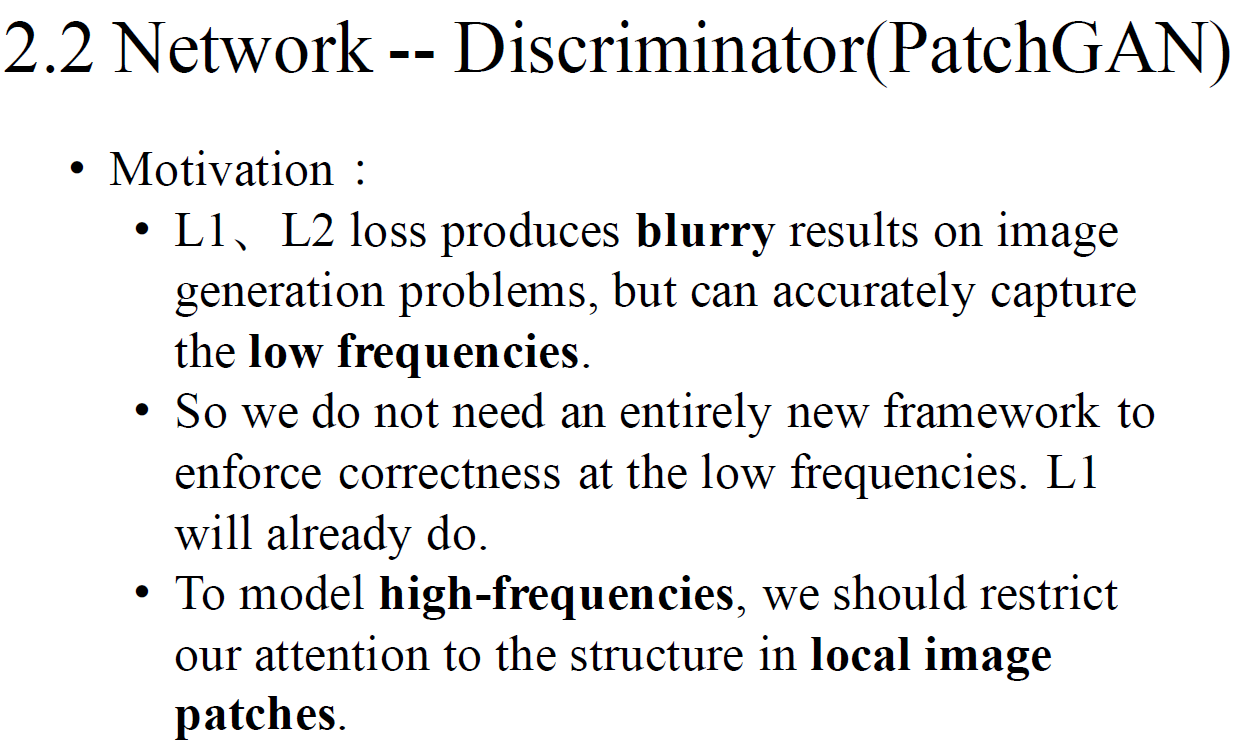 2.2 Network -- Discriminator(PatchGAN)
• Motivation：
• L1、L2 loss produces blurry results on image
generation problems, but can accurately capture
the low frequencies.
• So we do not need an entirely new framework to
enforce correctness at the low frequencies. L1
will already do.
• To model high-frequencies, we should restrict
our attention to the structure in local image
patches.